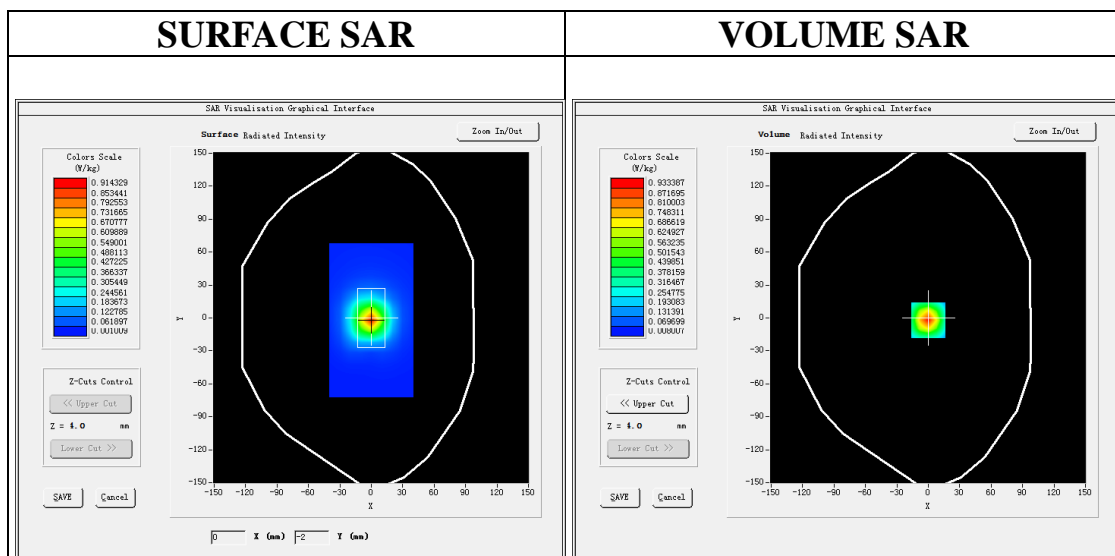 SURFACE SAR
VOLUME SAR
SAR Visualisation Graphical Interface
Surface Radiated Intensity
Zoom In/Out
Colors Scale
(W/kg)
0.914329
0.853441
0.792553
0.731665
0.670777
0.609889
0.549001
0.488113
0.427225
0.366337
0.305449
0.244561
0.183673
0.122785
0.061897
0.001009
Z-Cuts Control
<< Upper Cut
Z = 4.0 mm
Lower Cut >>
SAVE Cancel
150
120
90
60
30
0
-30
-60
-90
-120
-150
Y
-150 -120 -90 -60 -30 0 30 60 90 120 150
X
0 X (mm) -2 Y (mm)
SAR Visualisation Graphical Interface
Volume Radiated Intensity
Zoom In/Out
Colors Scale
(W/kg)
0.933387
0.871695
0.810003
0.748311
0.686619
0.624927
0.563235
0.501543
0.439851
0.378159
0.316467
0.254775
0.193083
0.131391
0.069699
0.008007
Z-Cuts Control
<< Upper Cut
Z = 4.0 mm
Lower Cut >>
SAVE Cancel
150
120
90
60
30
0
-30
-60
-90
-120
-150
Y
-150 -120 -90 -60 -30 0 30 60 90 120 150
X